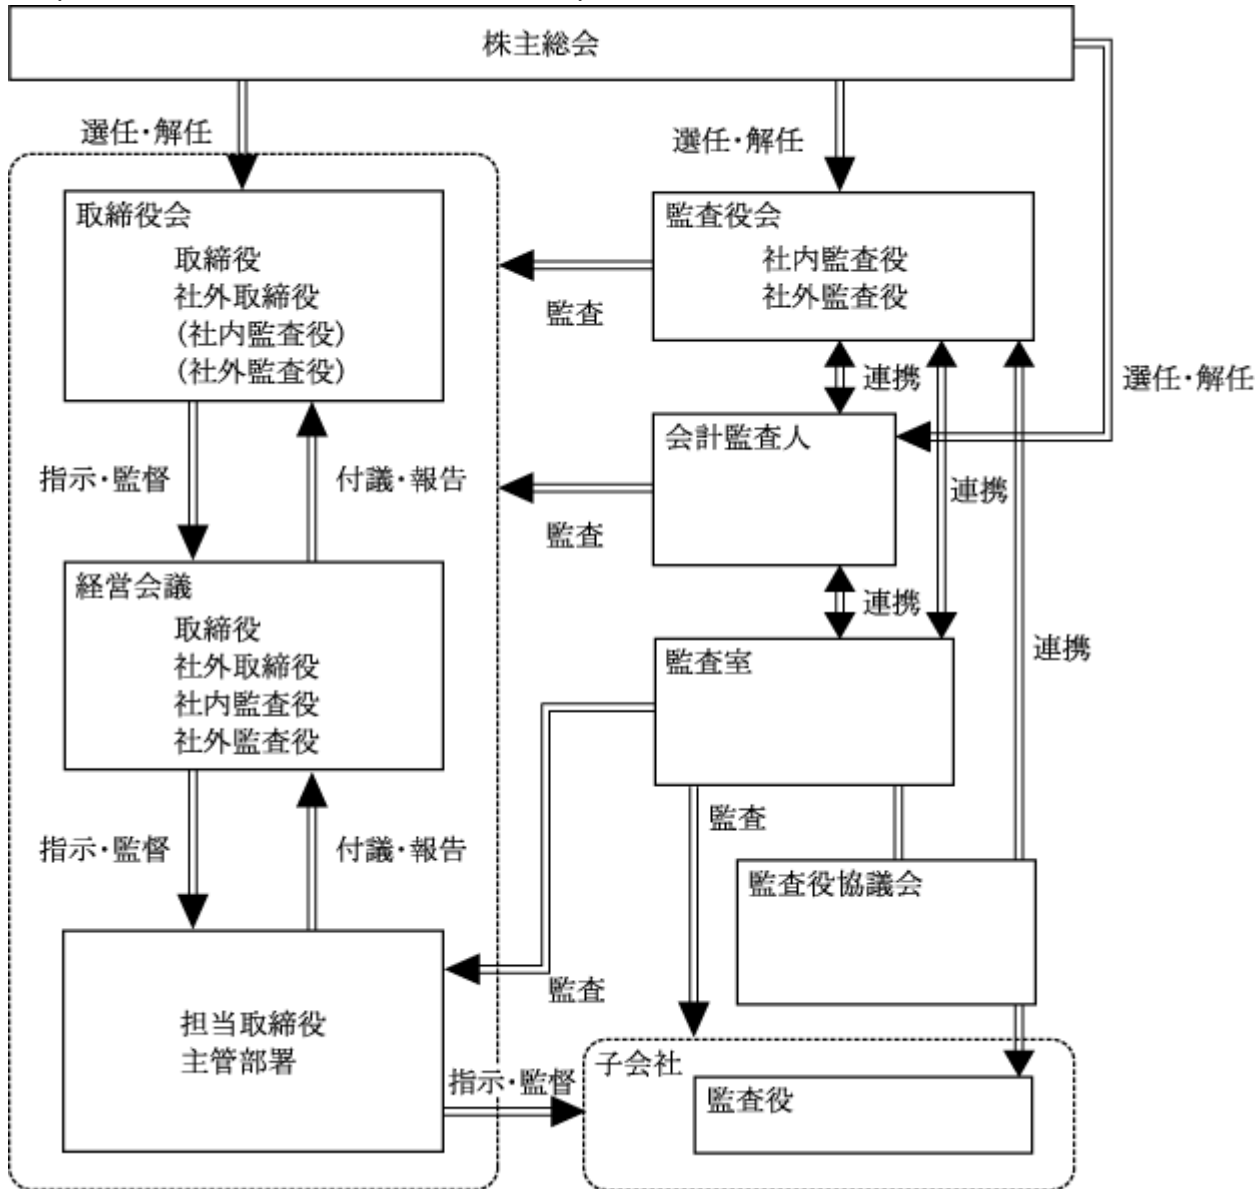 株主総会
選任・解任
選任・解任
取締役会
取締役
社外取締役
(社内監査役)
(社外監査役)
監査役会
社内監査役
社外監査役
監査
連携
選任・解任
会計監査人
指示・監督
付議・報告
連携
監査
経営会議
取締役
社外取締役
社内監査役
社外監査役
連携
監査室
連携
監査
指示・監督
付議・報告
監査役協議会
監査
担当取締役
主管部署
指示・監督
子会社
監査役